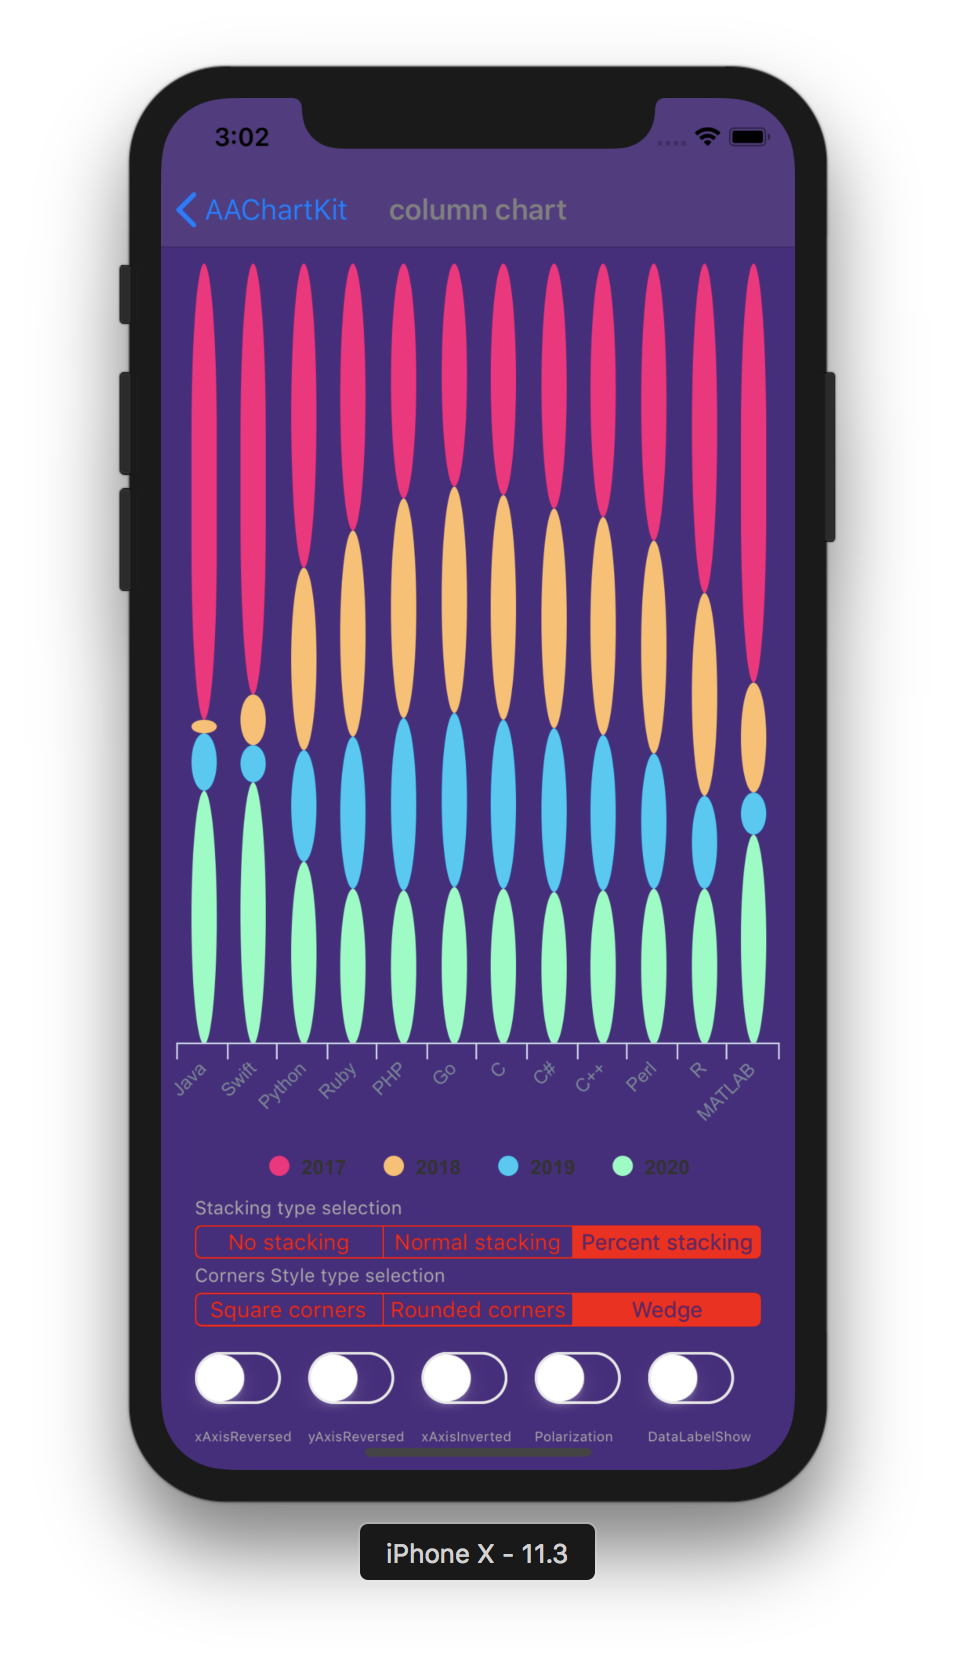 3:02
AAChartKit column chart
Java Swift Python Ruby PHP Go C C# C++ Perl R MATLAB
2017 2018 2019 2020
Stacking type selection
No stacking Normal stacking Percent stacking
Corners Style type selection
Square corners Rounded corners Wedge
xAxisReversed yAxisReversed xAxisInverted Polarization DataLabelShow
iPhone X - 11.3